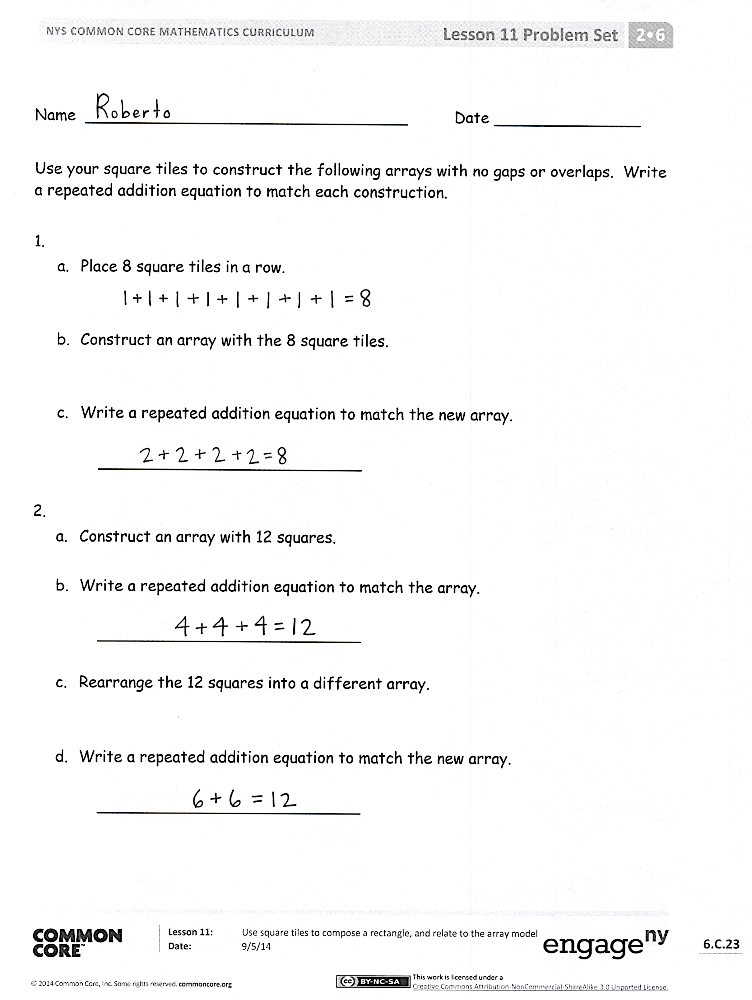 NYS COMMON CORE MATHEMATICS CURRICULUM Lesson 11 Problem Set 2•6
Name Roberto Date
Use your square tiles to construct the following arrays with no gaps or overlaps. Write
a repeated addition equation to match each construction.
1.
a. Place 8 square tiles in a row.
1+1+1+1+1+1+1+1=8
b. Construct an array with the 8 square tiles.
c. Write a repeated addition equation to match the new array.
2+2+2+2=8
2.
a. Construct an array with 12 squares.
b. Write a repeated addition equation to match the array.
4+4+4=12
c. Rearrange the 12 squares into a different array.
d. Write a repeated addition equation to match the new array.
6+6=12
COMMON
CORE™
Lesson 11: Use square tiles to compose a rectangle, and relate to the array model
Date: 9/5/14
engage ny
6.C.23
© 2014 Common Core, Inc. Some rights reserved. commoncore.org
cc BY-NC-SA
This work is licensed under a
Creative Commons Attribution-NonCommercial-ShareAlike 3.0 Unported License.